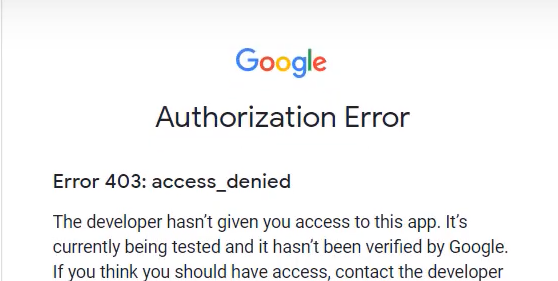 Google
Authorization Error
Error 403: access_denied
The developer hasn’t given you access to this app. It’s
currently being tested and it hasn’t been verified by Google.
If you think you should have access, contact the developer